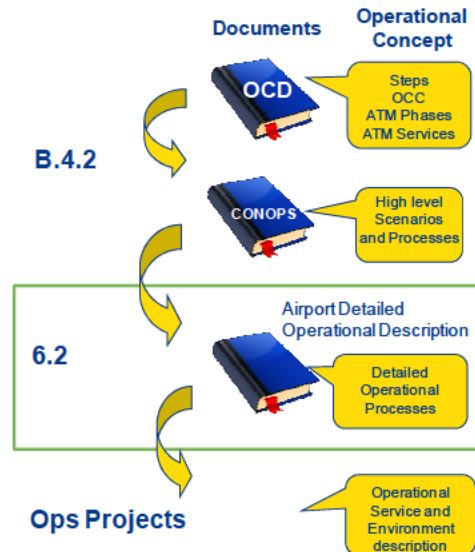 Documents
Operational
Concept
OCD
Steps
OCC
ATM Phases
ATM Services
B.4.2
CONOPS
High level
Scenarios
and Processes
Airport Detailed
Operational Description
6.2
Detailed
Operational
Processes
Ops Projects
Operational
Service and
Environment
description